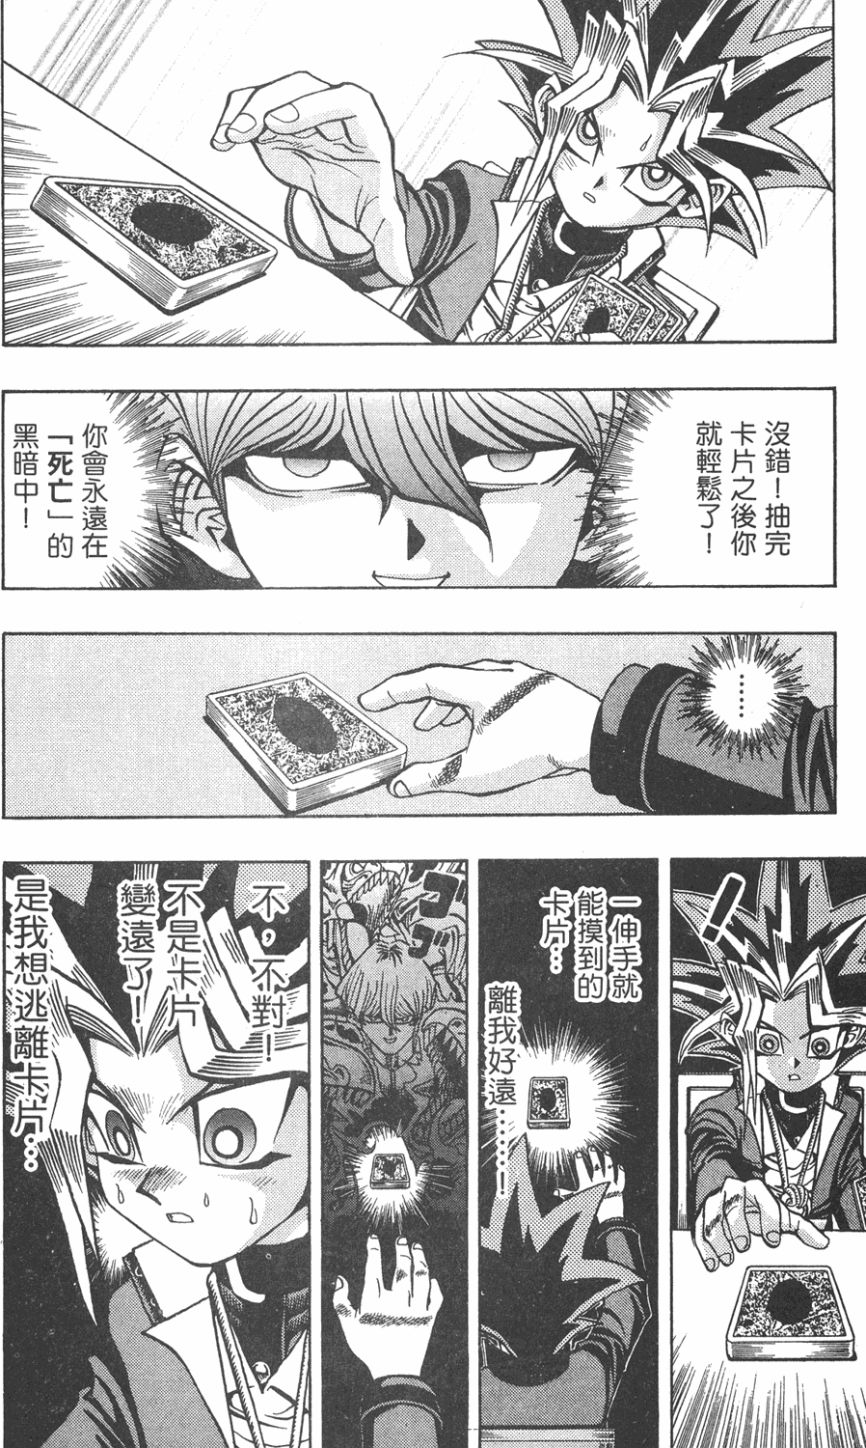 沒錯！抽完
卡片之後你
就輕鬆了！
你會永遠在
「死亡」的
黑暗中！
……
！！
一伸手就
能摸到的
卡片…
離我好遠……！
ゴゴ
不，不對！
不是卡片
變遠了！
是我想逃離卡片…